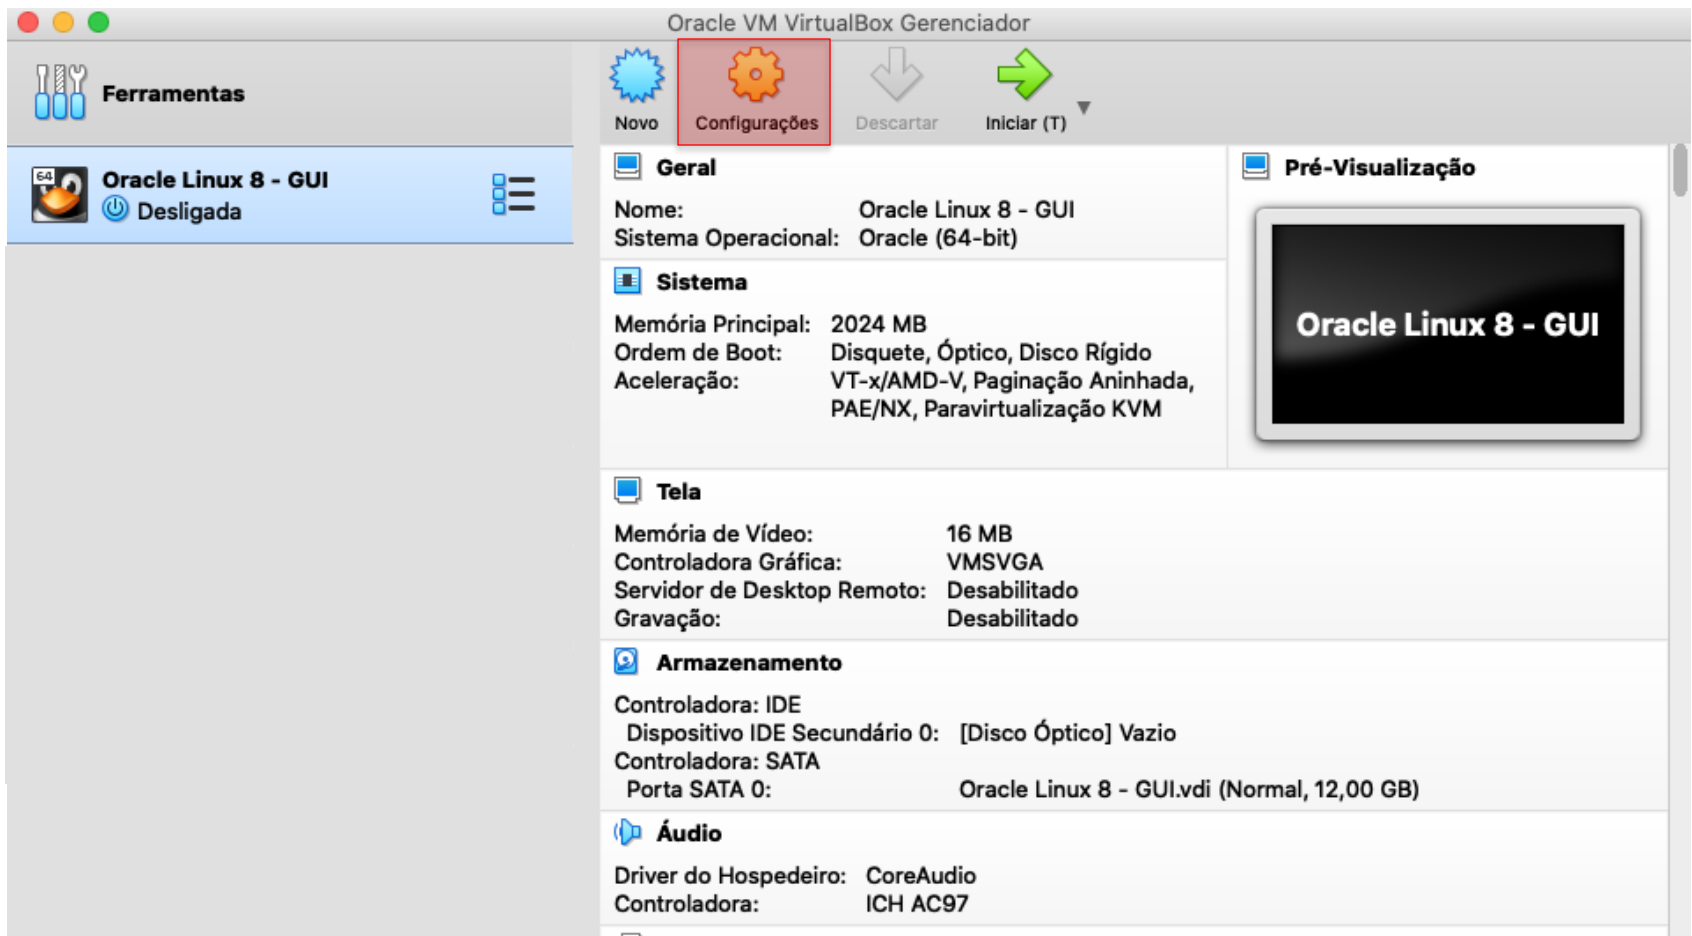 Oracle VM VirtualBox Gerenciador
Ferramentas
Novo
Configurações
Descartar
Iniciar (T)
64
Oracle Linux 8 - GUI
Desligada
Geral
Nome: Oracle Linux 8 - GUI
Sistema Operacional: Oracle (64-bit)
Pré-Visualização
Oracle Linux 8 - GUI
Sistema
Memória Principal: 2024 MB
Ordem de Boot: Disquete, Óptico, Disco Rígido
Aceleração: VT-x/AMD-V, Paginação Aninhada,
PAE/NX, Paravirtualização KVM
Tela
Memória de Vídeo: 16 MB
Controladora Gráfica: VMSVGA
Servidor de Desktop Remoto: Desabilitado
Gravação: Desabilitado
Armazenamento
Controladora: IDE
Dispositivo IDE Secundário 0: [Disco Óptico] Vazio
Controladora: SATA
Porta SATA 0: Oracle Linux 8 - GUI.vdi (Normal, 12,00 GB)
Áudio
Driver do Hospedeiro: CoreAudio
Controladora: ICH AC97